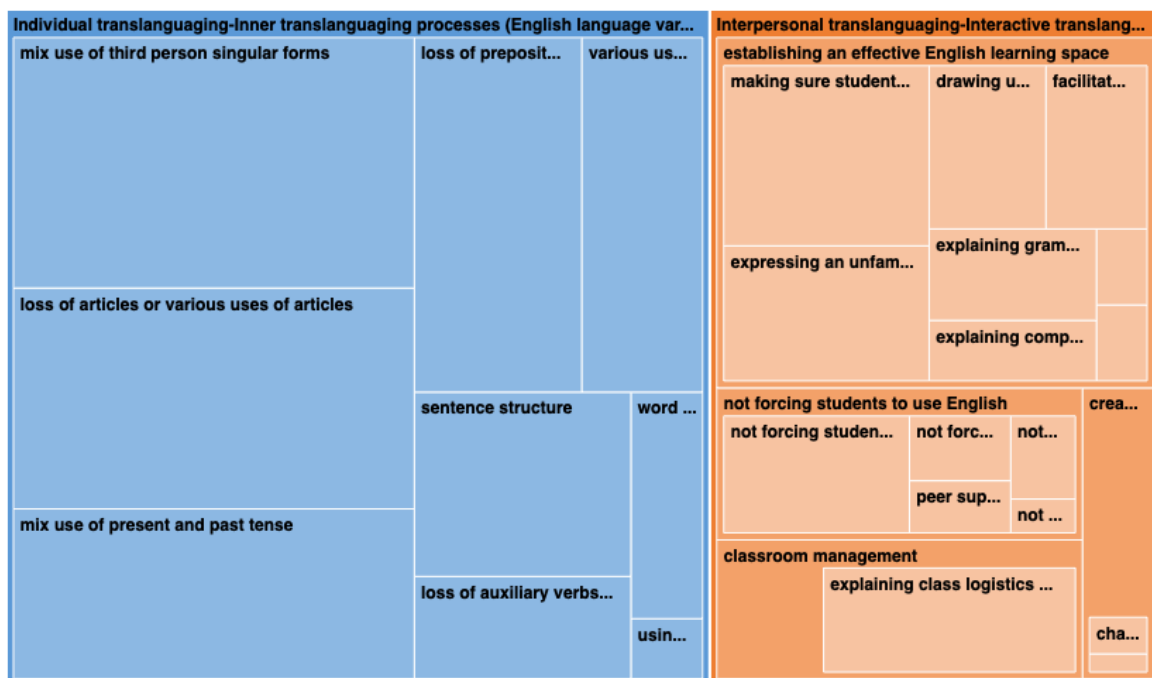 Individual translanguaging-Inner translanguaging processes (English language var...
mix use of third person singular forms
loss of articles or various uses of articles
mix use of present and past tense
loss of preposit...
various us...
sentence structure
word ...
loss of auxiliary verbs...
usin...
Interpersonal translanguaging-Interactive translang...
establishing an effective English learning space
making sure student...
drawing u...
facilitat...
expressing an unfam...
explaining gram...
explaining comp...
not forcing students to use English
crea...
not forcing studen...
not forc...
not...
peer sup...
not ...
classroom management
explaining class logistics ...
cha...